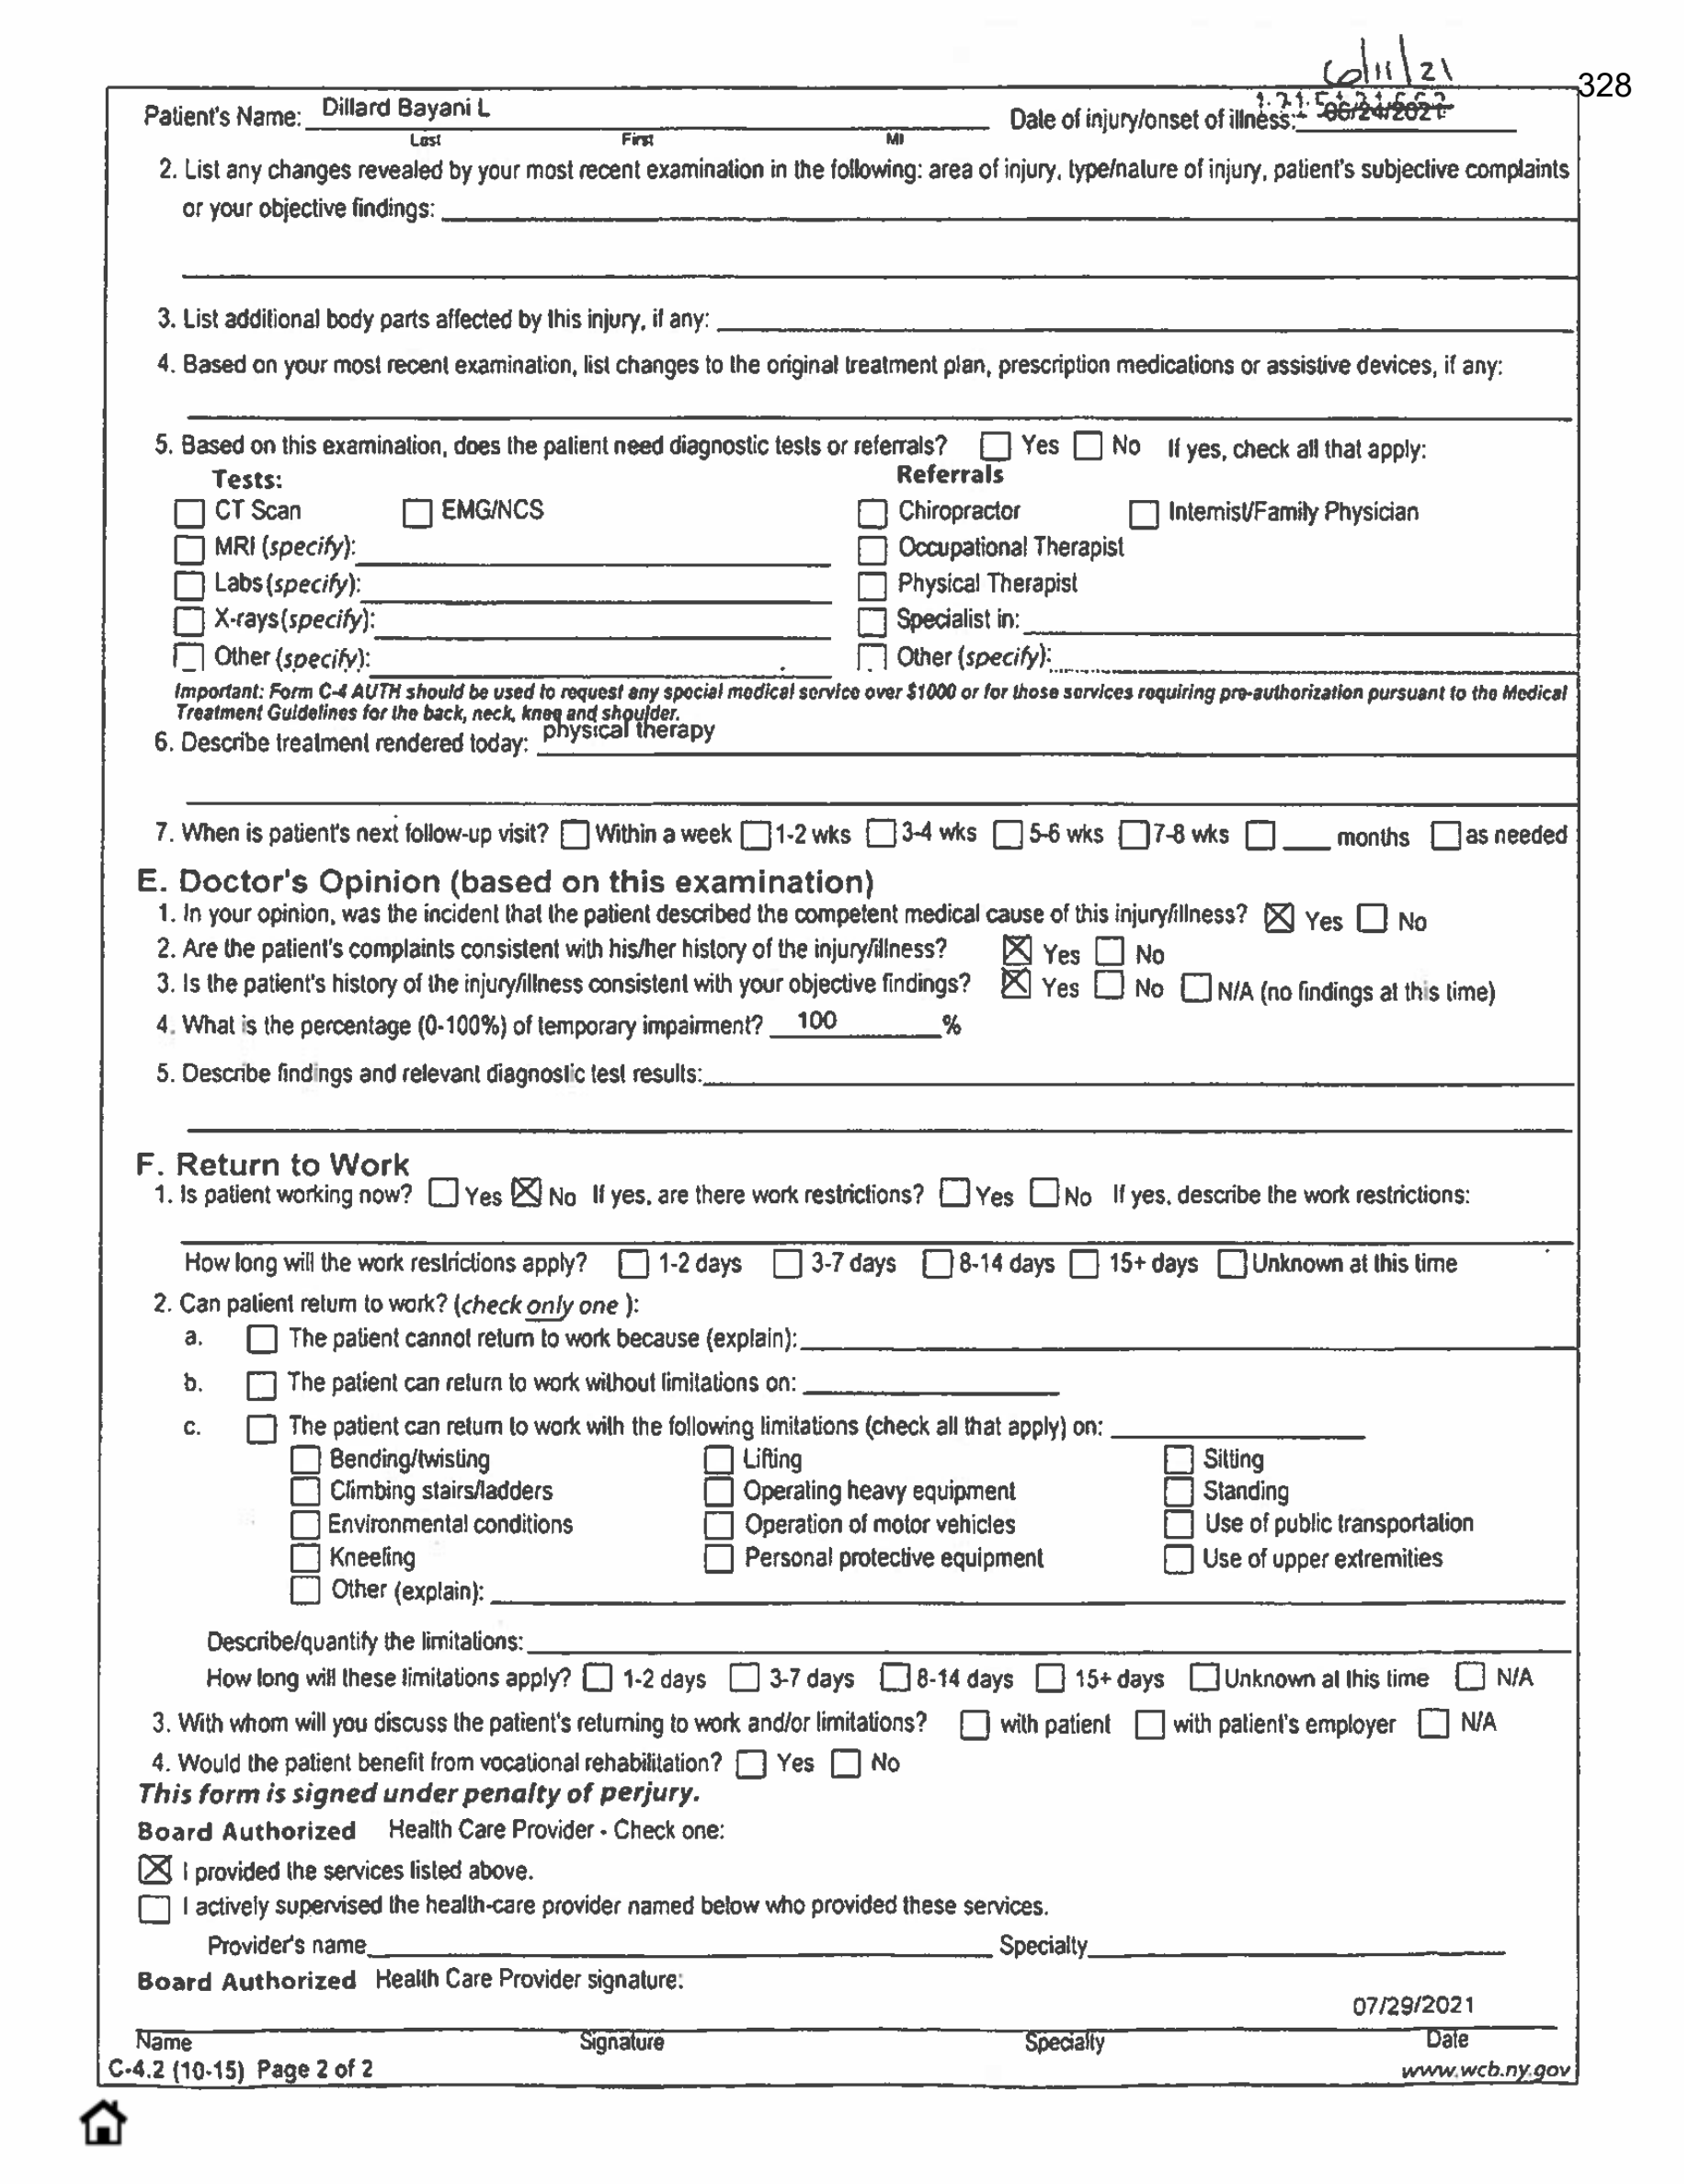 6/11/21
328
Patient's Name: Dillard Bayani L Date of injury/onset of illness: 06/24/2021
Last First MI
2. List any changes revealed by your most recent examination in the following: area of injury, type/nature of injury, patient's subjective complaints
or your objective findings:
3. List additional body parts affected by this injury, if any:
4. Based on your most recent examination, list changes to the original treatment plan, prescription medications or assistive devices, if any:
5. Based on this examination, does the patient need diagnostic tests or referrals? Yes No If yes, check all that apply:
Tests: Referrals
CT Scan EMG/NCS Chiropractor Internist/Family Physician
MRI (specify): Occupational Therapist
Labs (specify): Physical Therapist
X-rays (specify): Specialist in:
Other (specify): Other (specify):
Important: Form C-4 AUTH should be used to request any special medical service over $1000 or for those services requiring pre-authorization pursuant to the Medical
Treatment Guidelines for the back, neck, knee and shoulder.
6. Describe treatment rendered today: physical therapy
7. When is patient's next follow-up visit? Within a week 1-2 wks 3-4 wks 5-6 wks 7-8 wks months as needed
E. Doctor's Opinion (based on this examination)
1. In your opinion, was the incident that the patient described the competent medical cause of this injury/illness? Yes No
2. Are the patient's complaints consistent with his/her history of the injury/illness? Yes No
3. Is the patient's history of the injury/illness consistent with your objective findings? Yes No N/A (no findings at this time)
4. What is the percentage (0-100%) of temporary impairment? 100 %
5. Describe findings and relevant diagnostic test results:
F. Return to Work
1. Is patient working now? Yes No If yes, are there work restrictions? Yes No If yes, describe the work restrictions:
How long will the work restrictions apply? 1-2 days 3-7 days 8-14 days 15+ days Unknown at this time
2. Can patient return to work? (check only one ):
a. The patient cannot return to work because (explain):
b. The patient can return to work without limitations on:
c. The patient can return to work with the following limitations (check all that apply) on:
Bending/twisting Lifting Sitting
Climbing stairs/ladders Operating heavy equipment Standing
Environmental conditions Operation of motor vehicles Use of public transportation
Kneeling Personal protective equipment Use of upper extremities
Other (explain):
Describe/quantify the limitations:
How long will these limitations apply? 1-2 days 3-7 days 8-14 days 15+ days Unknown at this time N/A
3. With whom will you discuss the patient's returning to work and/or limitations? with patient with patient's employer N/A
4. Would the patient benefit from vocational rehabilitation? Yes No
This form is signed under penalty of perjury.
Board Authorized Health Care Provider - Check one:
I provided the services listed above.
I actively supervised the health-care provider named below who provided these services.
Provider's name Specialty
Board Authorized Health Care Provider signature:
07/29/2021
Name Signature Specialty Date
C-4.2 (10-15) Page 2 of 2 www.wcb.ny.gov